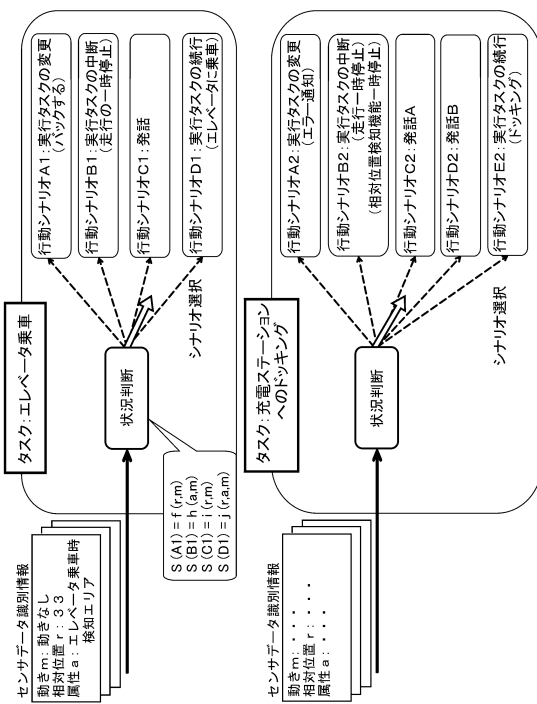 タスク:エレベータ乗車
センサデータ識別情報
動きm:動きなし
相対位置r:33
属性a:エレベータ乗車時
検知エリア
状況判断
S(A1)=f(r,m)
S(B1)=h(a,m)
S(C1)=i(r,m)
S(D1)=j(r,a,m)
シナリオ選択
行動シナリオA1:実行タスクの変更
(バックする)
行動シナリオB1:実行タスクの中断
(走行の一時停止)
行動シナリオC1:発話
行動シナリオD1:実行タスクの続行
(エレベータに乗車)
タスク:充電ステーション
へのドッキング
センサデータ識別情報
動きm:・・・
相対位置r:・・・
属性a:・・・
状況判断
シナリオ選択
行動シナリオA2:実行タスクの変更
(エラー通知)
行動シナリオB2:実行タスクの中断
(走行一時停止)
(相対位置検知機能一時停止)
行動シナリオC2:発話A
行動シナリオD2:発話B
行動シナリオE2:実行タスクの続行
(ドッキング)